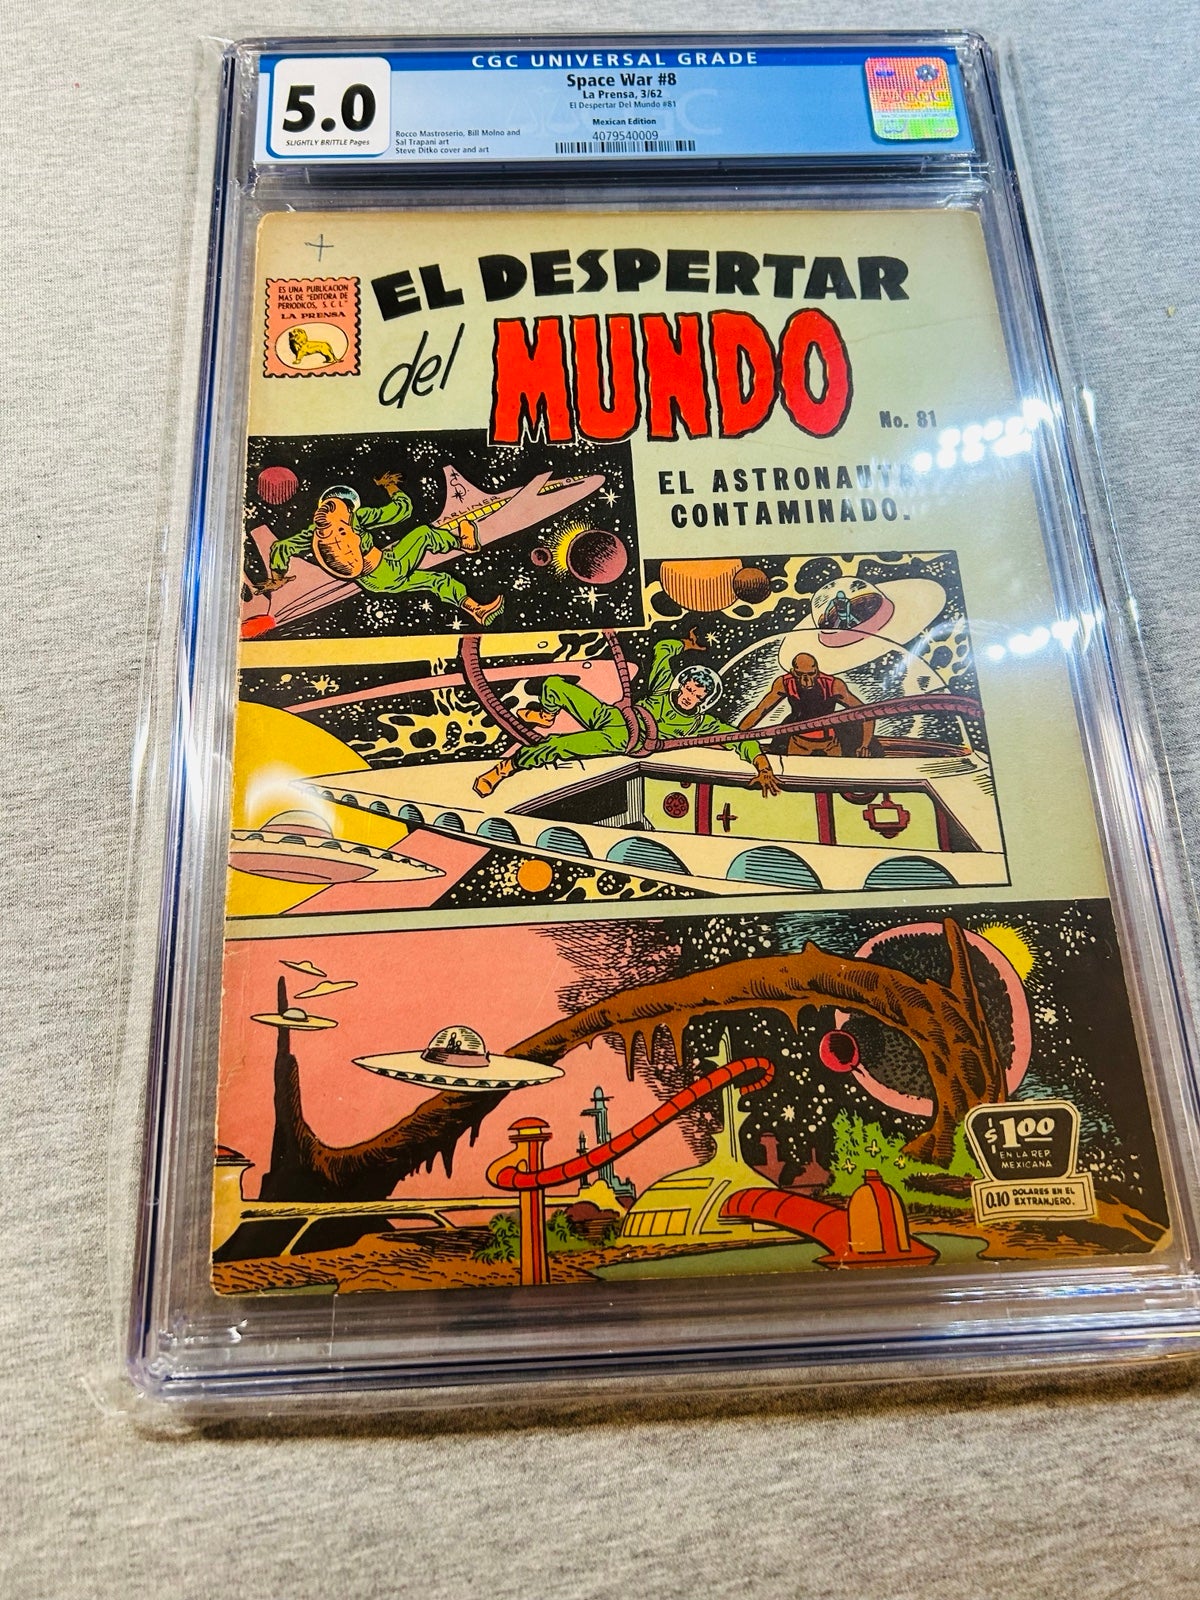 CGC UNIVERSAL GRADE
5.0
SLIGHTLY BRITTLE Pages
Space War #8
La Prensa, 3/62
El Despertar Del Mundo #81
Mexican Edition
4079540009
Rocco Mastroserio, Bill Molno and
Sal Trapani art
Steve Ditko cover and art
ES UNA PUBLICACION
MAS DE "EDITORA DE
PERIODICOS, S. C. L."
LA PRENSA
EL DESPERTAR
del MUNDO
No. 81
EL ASTRONAUTA
CONTAMINADO.
STARLINER
$1.00
EN LA REP.
MEXICANA
0.10 DOLARES EN EL
EXTRANJERO.